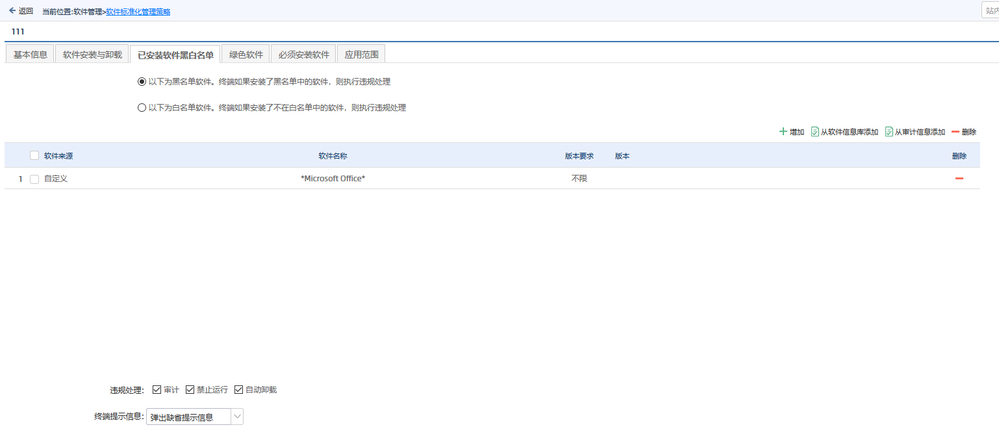 返回 当前位置:软件管理>软件标准化管理策略 站内
111
基本信息 软件安装与卸载 已安装软件黑白名单 绿色软件 必须安装软件 应用范围
以下为黑名单软件。终端如果安装了黑名单中的软件，则执行违规处理
以下为白名单软件。终端如果安装了不在白名单中的软件，则执行违规处理
增加 从软件信息库添加 从审计信息添加 删除
软件来源 软件名称 版本要求 版本 删除
1 自定义 *Microsoft Office* 不限
违规处理: 审计 禁止运行 自动卸载
终端提示信息: 弹出缺省提示信息